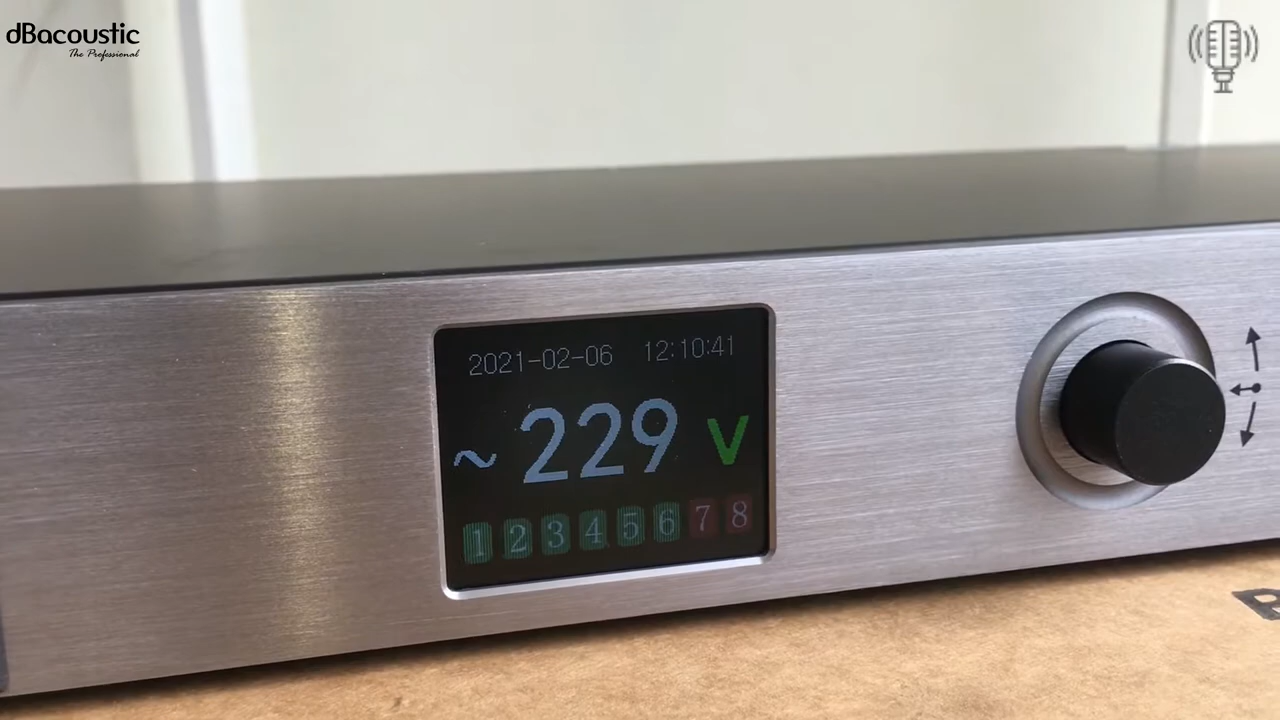 dBacoustic
The Professional
2021-02-06 12:10:41
~229 V
1 2 3 4 5 6 7 8